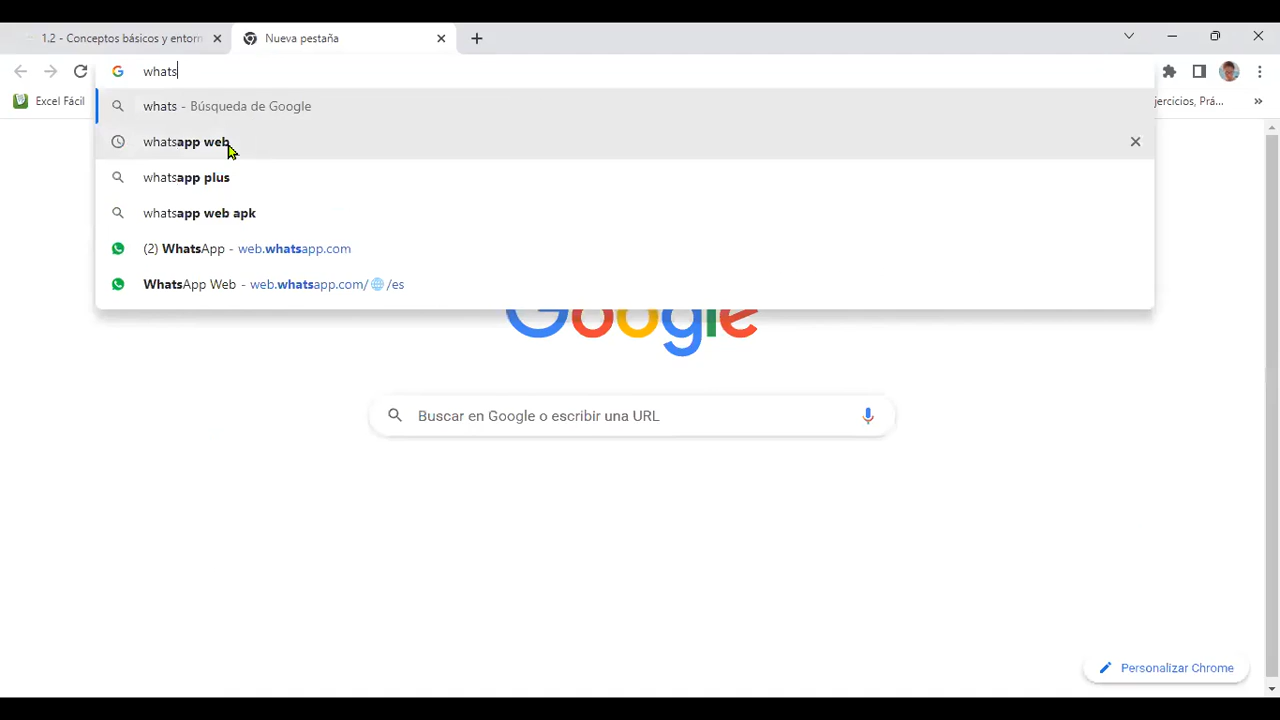 1.2 - Conceptos básicos y entorn
Nueva pestaña
whats
Excel Fácil
jercicios, Prá...
whats - Búsqueda de Google
whatsapp web
whatsapp plus
whatsapp web apk
(2) WhatsApp - web.whatsapp.com
WhatsApp Web - web.whatsapp.com/🌐/es
Google
Buscar en Google o escribir una URL
Personalizar Chrome